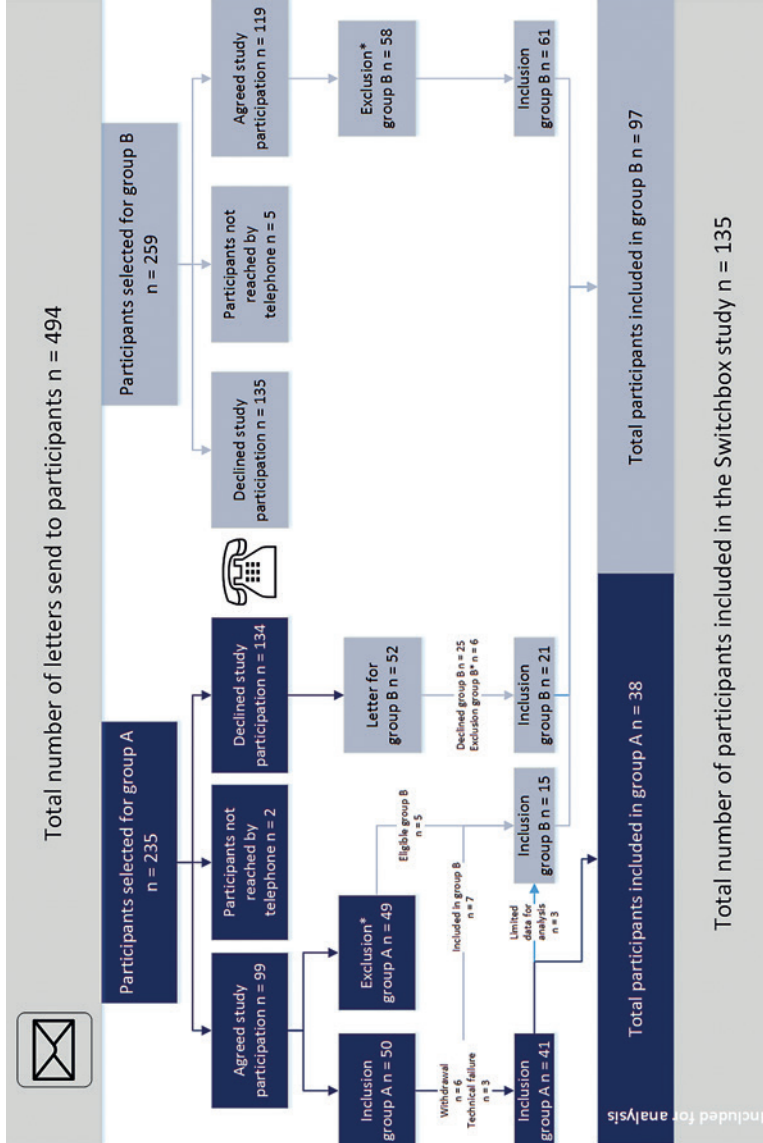 Total number of letters send to participants n = 494
Participants selected for group A
n = 235
Participants selected for group B
n = 259
Agreed study
participation n = 99
Participants not
reached by
telephone n = 2
Declined study
participation n = 134
Declined study
participation n = 135
Participants not
reached by
telephone n = 5
Agreed study
participation n = 119
Inclusion
group A n = 50
Exclusion*
group A n = 49
Letter for
group B n = 52
Exclusion*
group B n = 58
Withdrawal
n = 6
Technical failure
n = 3
Eligible group B
n = 5
Included in group B
n = 7
Declined group B n = 25
Exclusion group B* n = 6
Limited
data for
analysis
n = 3
Inclusion
group A n = 41
Inclusion
group B n = 15
Inclusion
group B n = 21
Inclusion
group B n = 61
Total participants included in group A n = 38
Total participants included in group B n = 97
Included for analysis
Total number of participants included in the Switchbox study n = 135